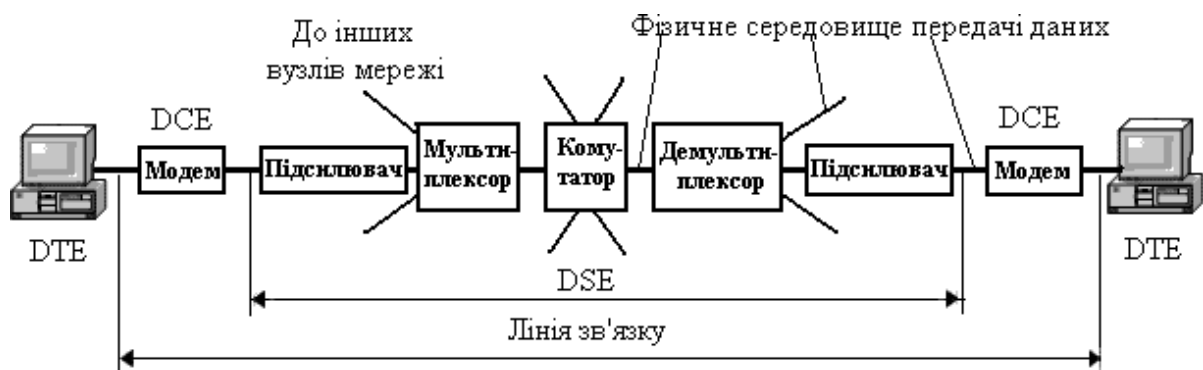 До інших
вузлів мережі
Фізичне середовище передачі даних
DCE
DCE
Модем
Підсилювач
Мульти-
плексор
Кому-
татор
Демульти-
плексор
Підсилювач
Модем
DTE
DTE
DSE
Лінія зв'язку